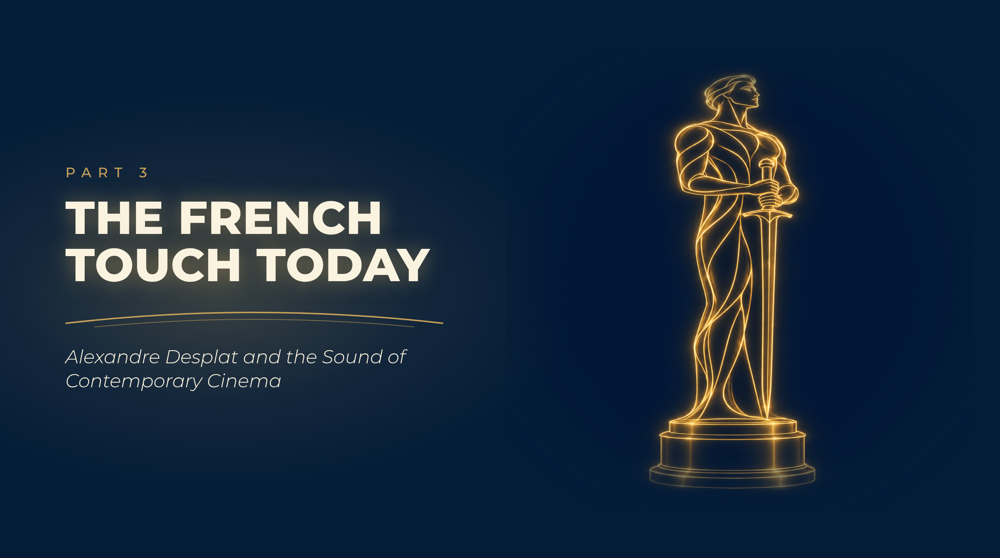 PART 3
THE FRENCH
TOUCH TODAY
Alexandre Desplat and the Sound of
Contemporary Cinema